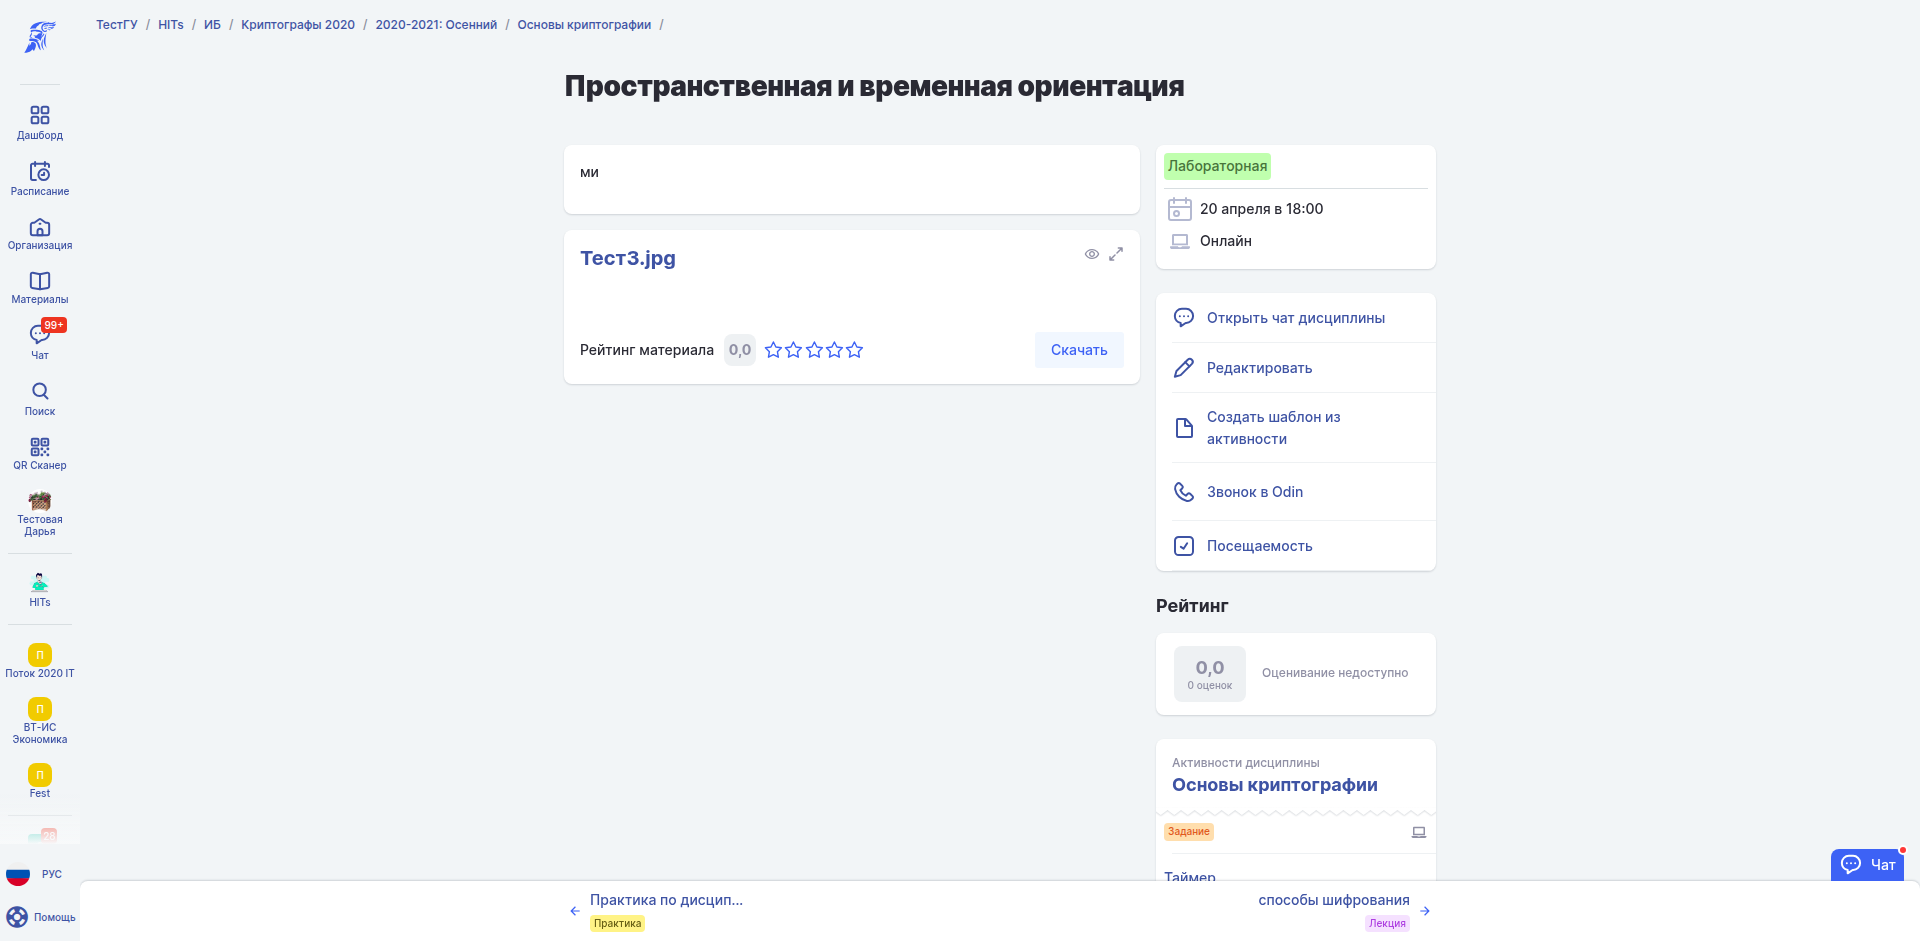 ТестГУ / HITs / ИБ / Криптографы 2020 / 2020-2021: Осенний / Основы криптографии /
Пространственная и временная ориентация
Дашборд
Расписание
Организация
Материалы
99+
Чат
Поиск
QR Сканер
Тестовая
Дарья
HITs
П
Поток 2020 IT
П
ВТ-ИС
Экономика
П
Fest
28
РУС
Помощь
ми
Тест3.jpg
Рейтинг материала 0,0
Скачать
Лабораторная
20 апреля в 18:00
Онлайн
Открыть чат дисциплины
Редактировать
Создать шаблон из
активности
Звонок в Odin
Посещаемость
Рейтинг
0,0
0 оценок
Оценивание недоступно
Активности дисциплины
Основы криптографии
Задание
Таймер
Чат
Практика по дисцип...
Практика
способы шифрования
Лекция